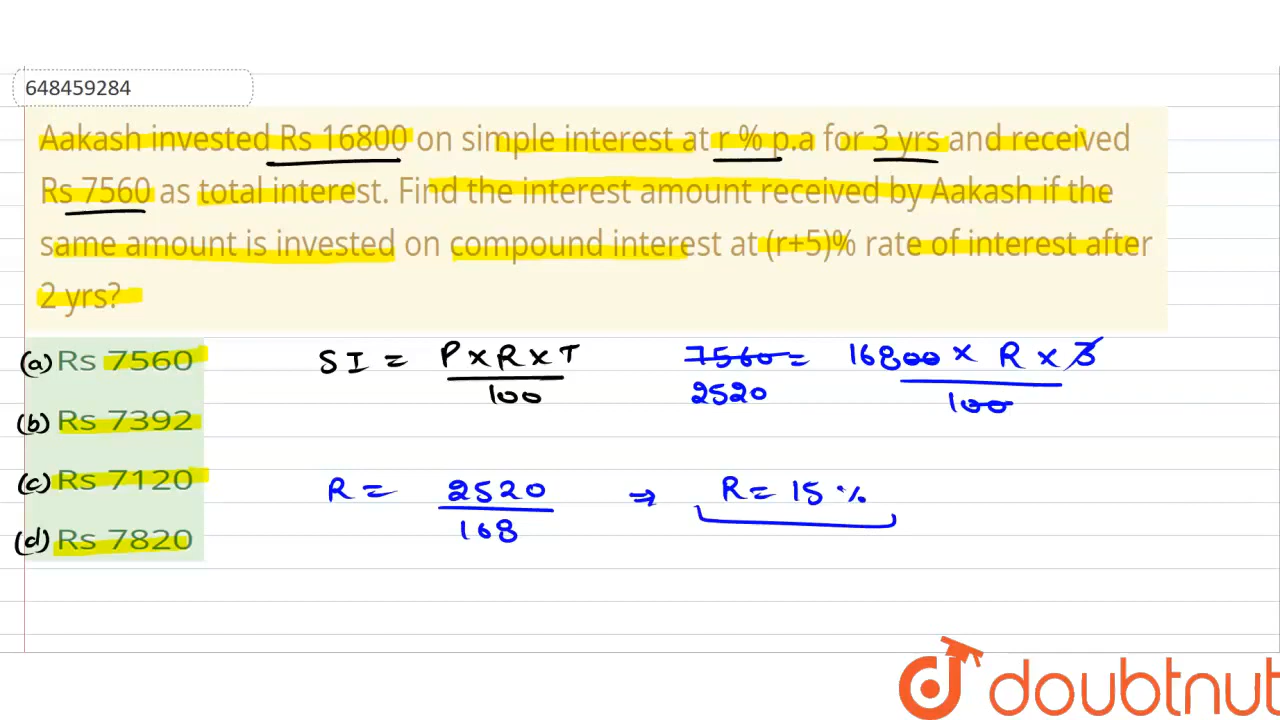 648459284
Aakash invested Rs 16800 on simple interest at r % p.a for 3 yrs and received
Rs 7560 as total interest. Find the interest amount received by Aakash if the
same amount is invested on compound interest at (r+5)% rate of interest after
2 yrs?
(a) Rs 7560
(b) Rs 7392
(c) Rs 7120
(d) Rs 7820
SI = P×R×T
100
7560 = 16800 × R × 3
2520 100
R = 2520 ⇒ R = 15 %
168
doubtnut